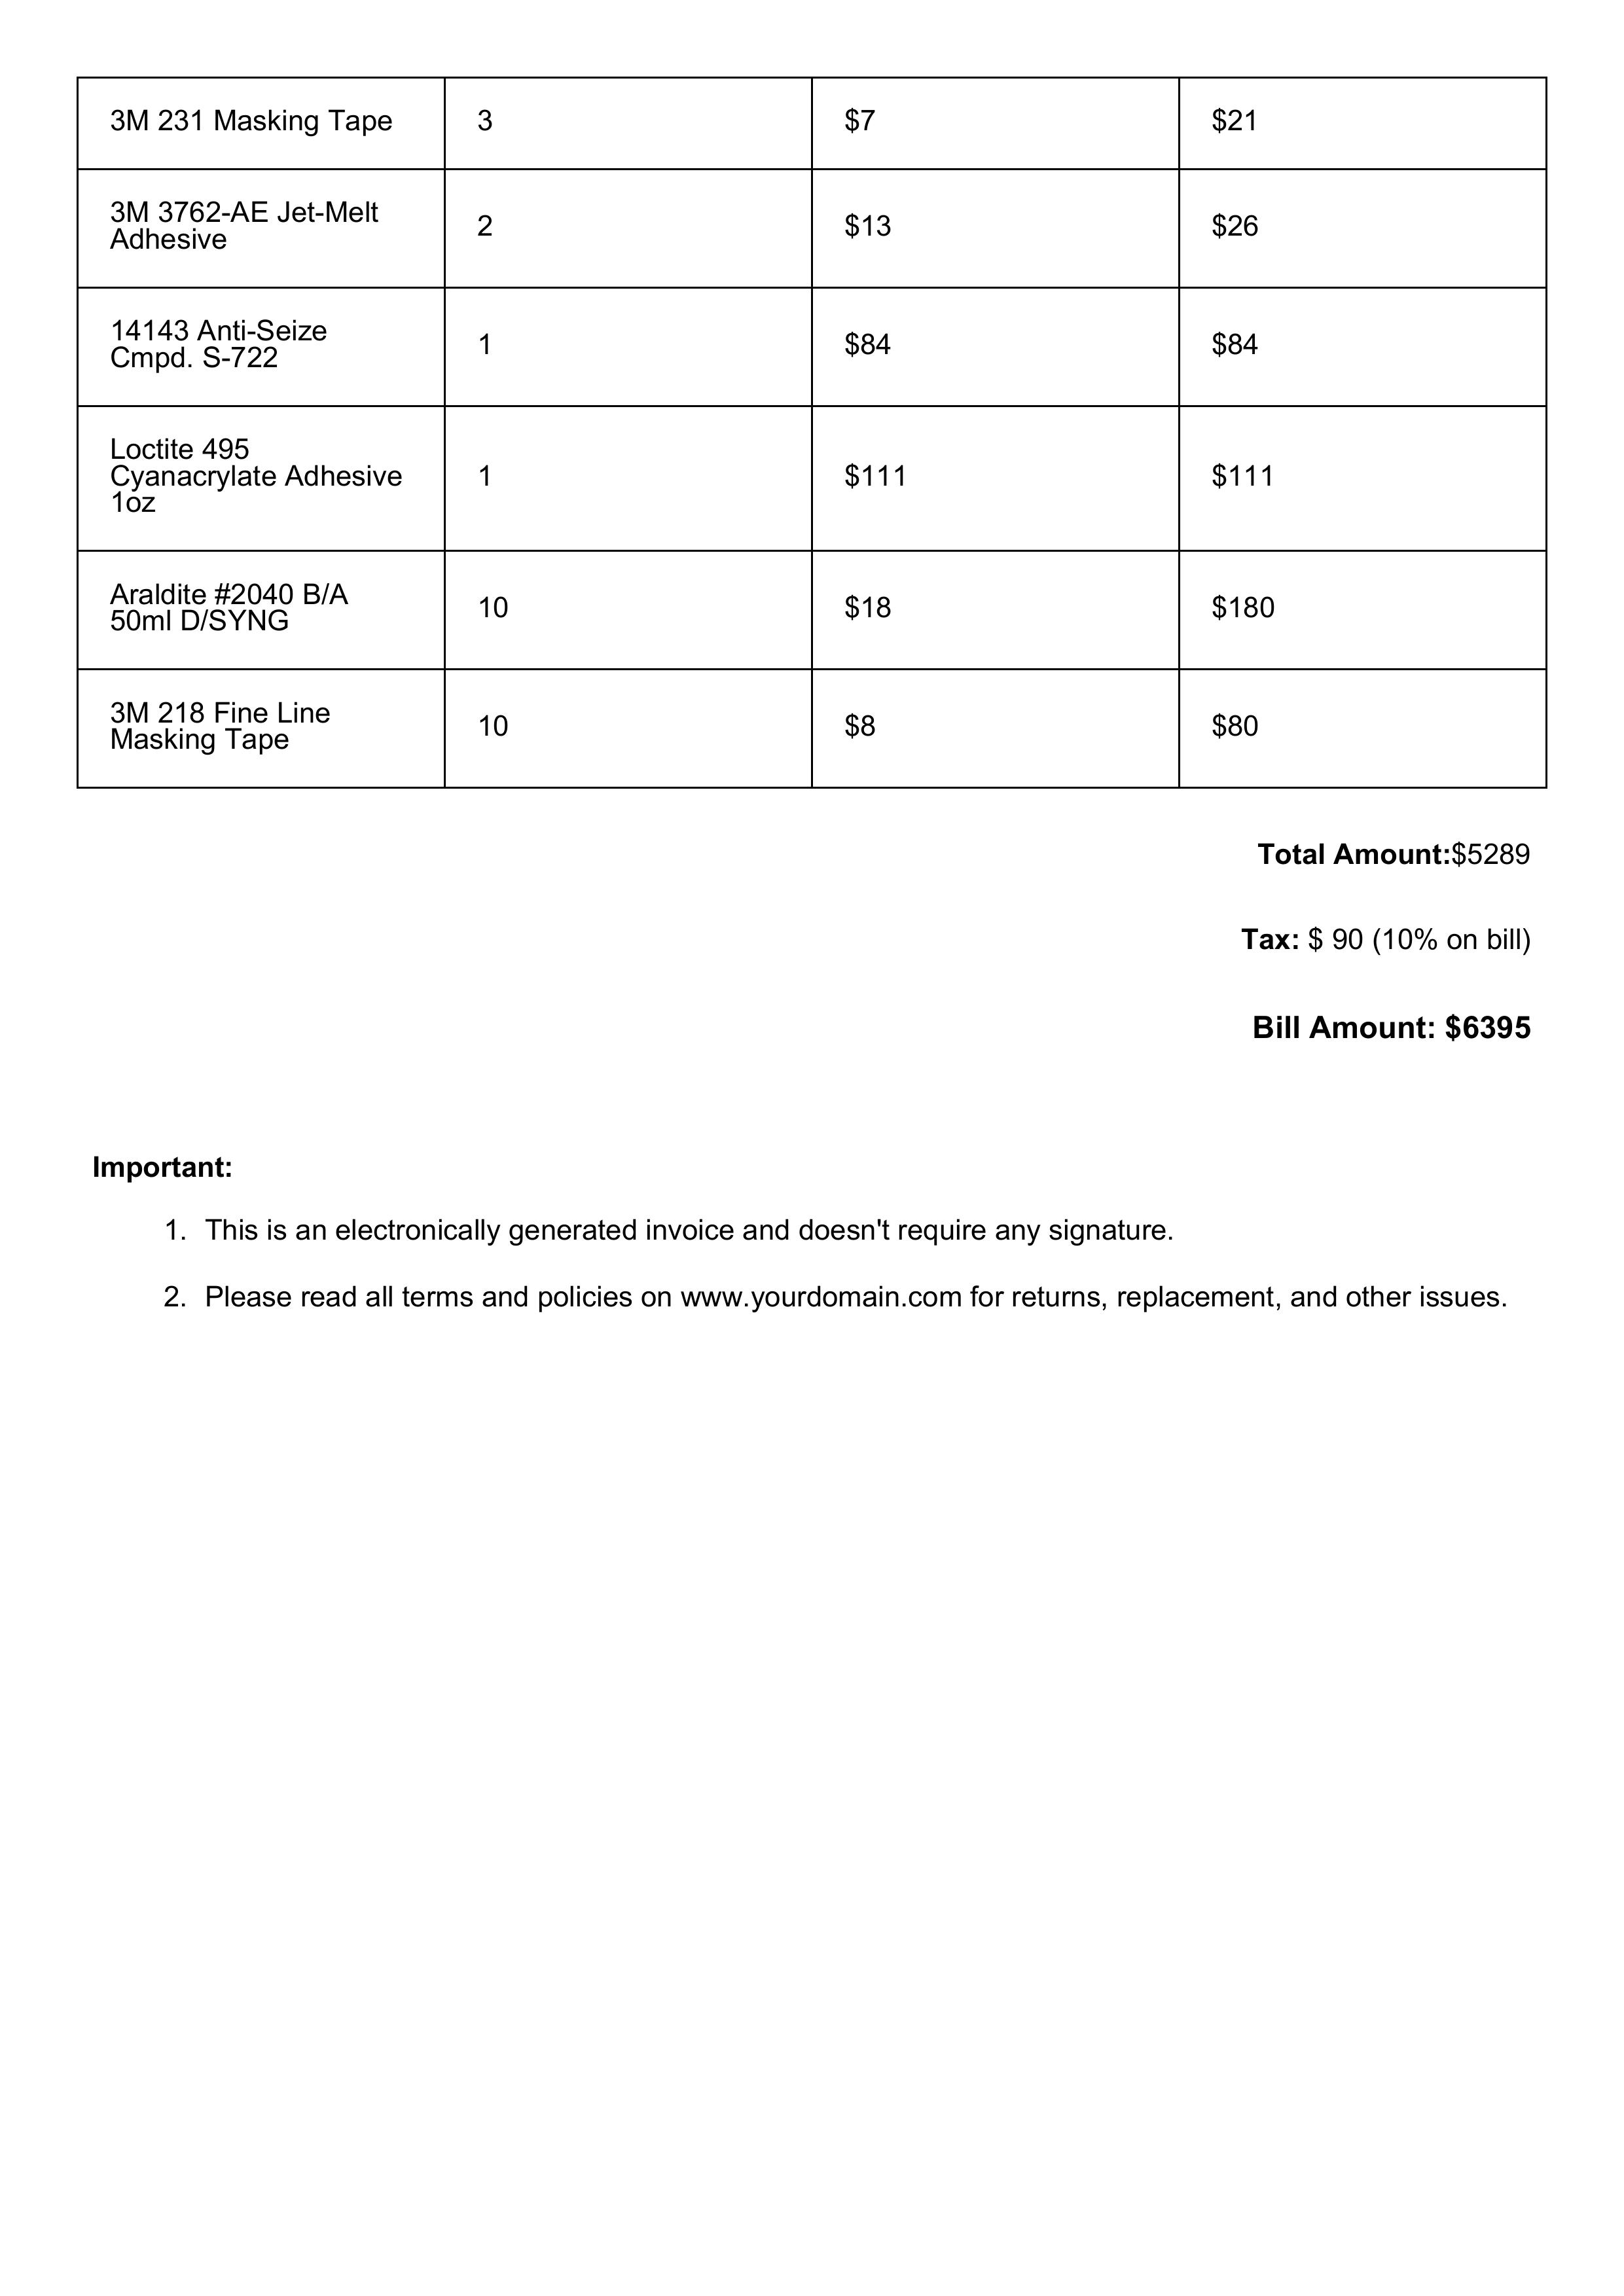 3M 231 Masking Tape 3 $7 $21
3M 3762-AE Jet-Melt
Adhesive 2 $13 $26
14143 Anti-Seize
Cmpd. S-722 1 $84 $84
Loctite 495
Cyanacrylate Adhesive
1oz 1 $111 $111
Araldite #2040 B/A
50ml D/SYNG 10 $18 $180
3M 218 Fine Line
Masking Tape 10 $8 $80
Total Amount:$5289
Tax: $ 90 (10% on bill)
Bill Amount: $6395
Important:
1. This is an electronically generated invoice and doesn't require any signature.
2. Please read all terms and policies on www.yourdomain.com for returns, replacement, and other issues.